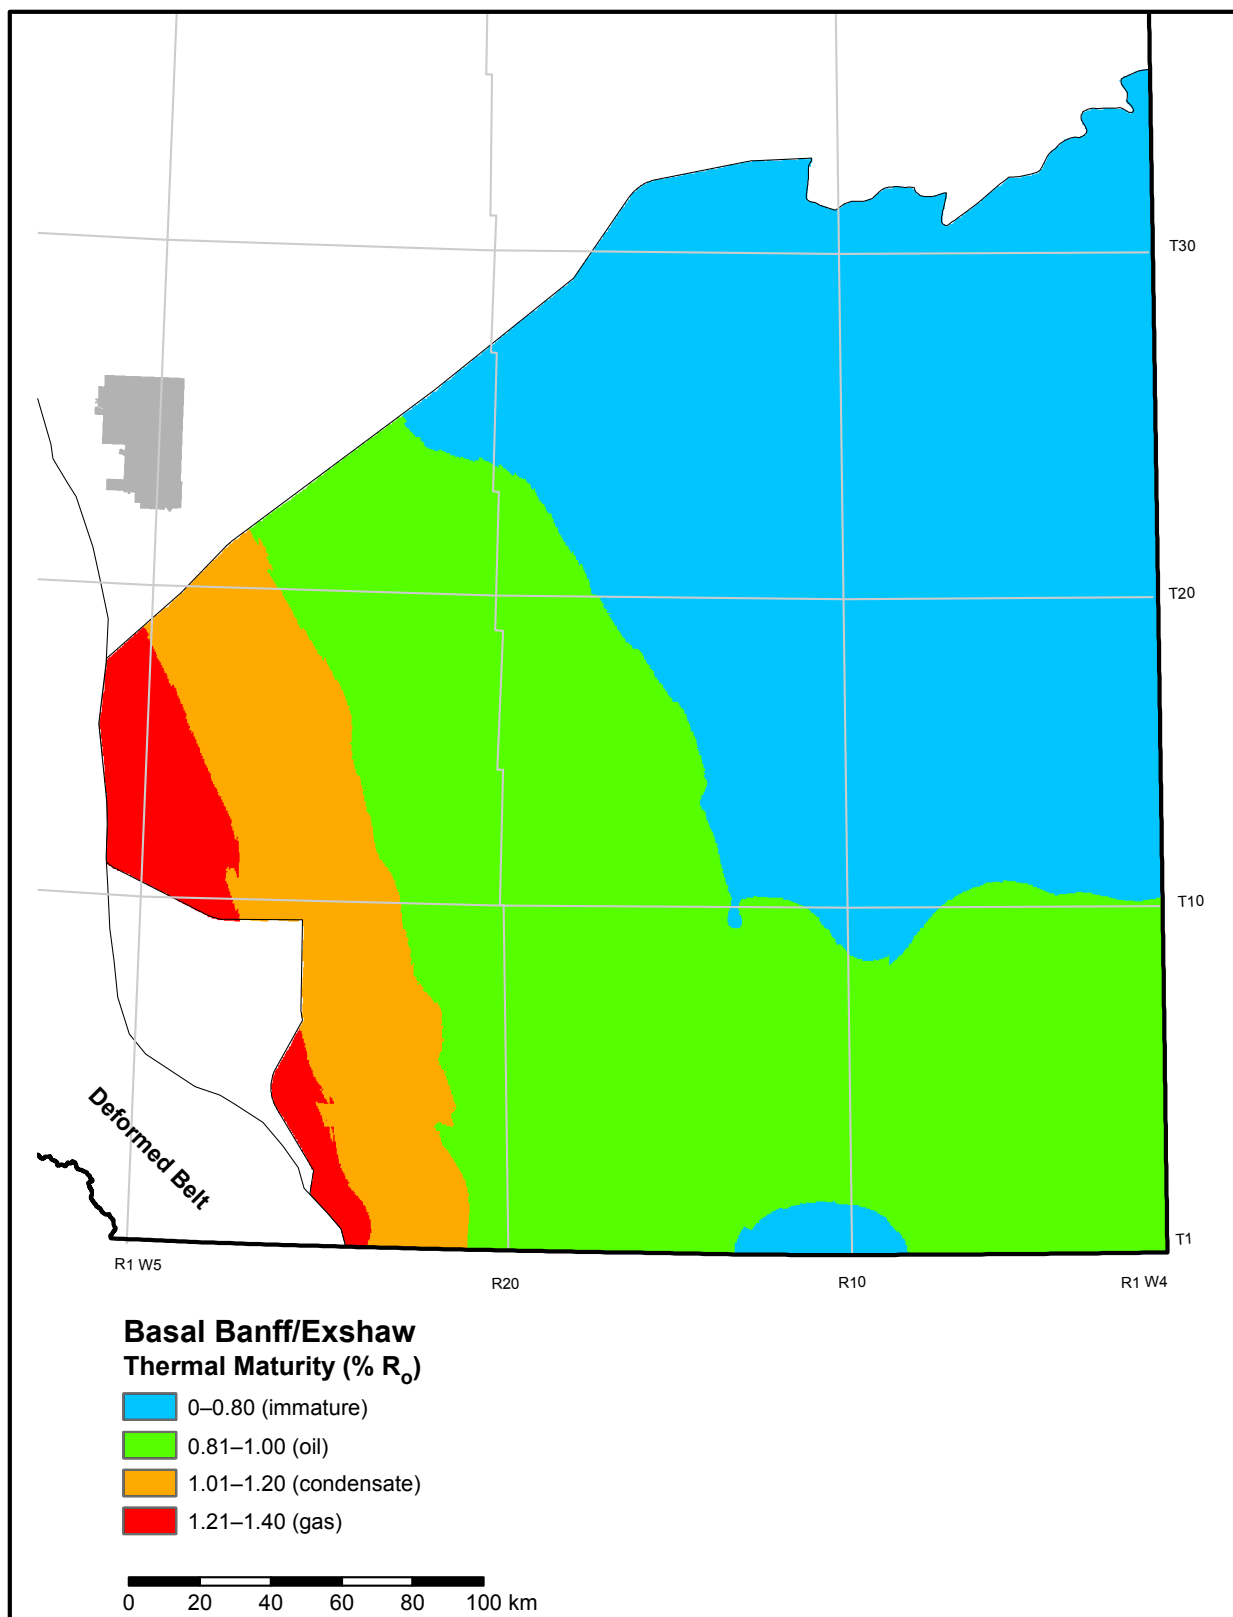 T30
T20
T10
Deformed Belt
T1
R1 W5
R20
R10
R1 W4
Basal Banff/Exshaw
Thermal Maturity (% Ro)
0–0.80 (immature)
0.81–1.00 (oil)
1.01–1.20 (condensate)
1.21–1.40 (gas)
0 20 40 60 80 100 km